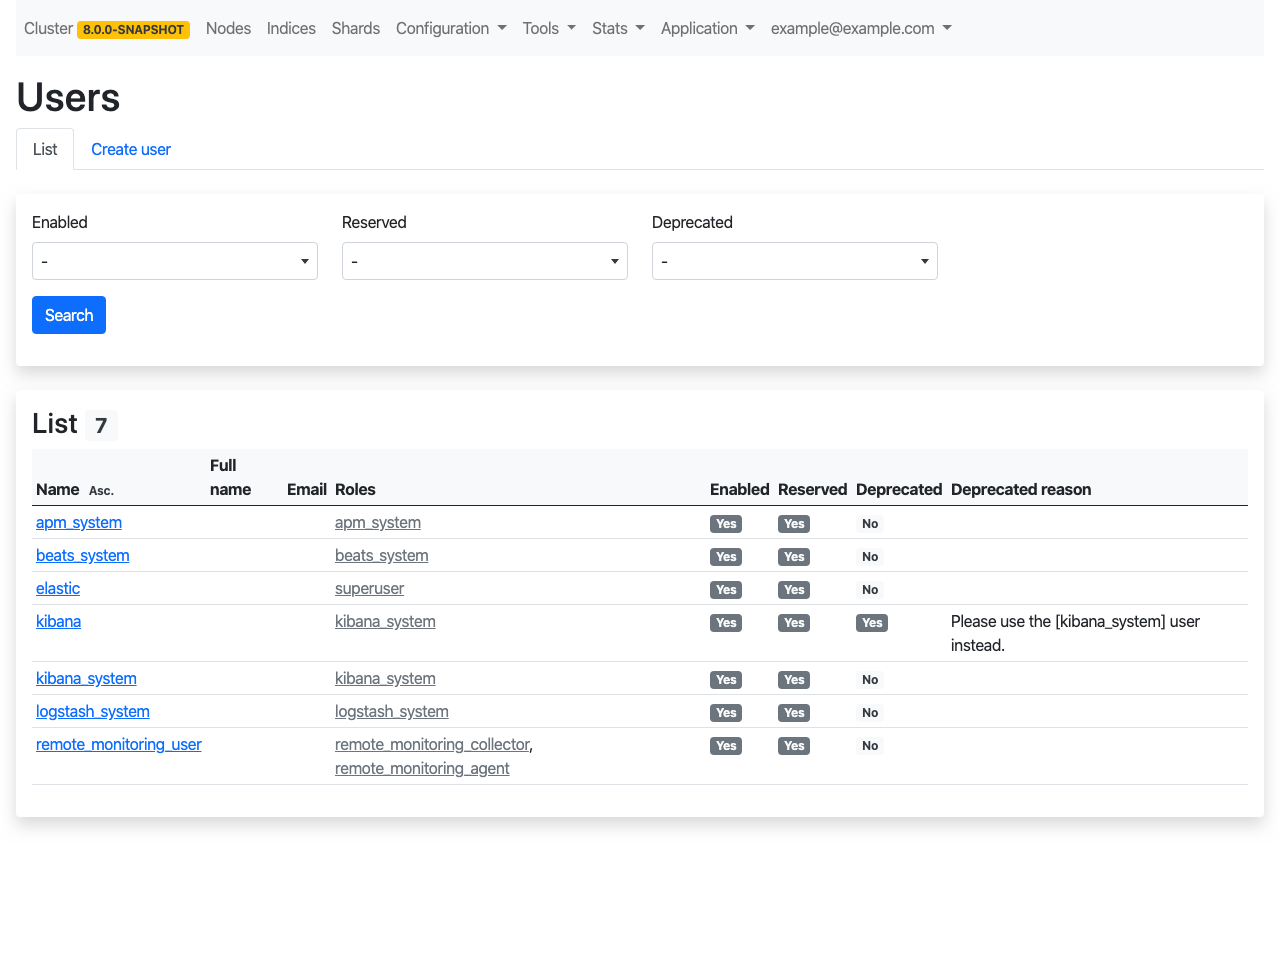 Cluster 8.0.0-SNAPSHOT Nodes Indices Shards Configuration Tools Stats Application example@example.com
Users
List Create user
Enabled Reserved Deprecated
- - -
Search
List 7
Name Asc. Full name Email Roles Enabled Reserved Deprecated Deprecated reason
apm_system apm_system Yes Yes No
beats_system beats_system Yes Yes No
elastic superuser Yes Yes No
kibana kibana_system Yes Yes Yes Please use the [kibana_system] user
instead.
kibana_system kibana_system Yes Yes No
logstash_system logstash_system Yes Yes No
remote_monitoring_user remote_monitoring_collector, Yes Yes No
remote_monitoring_agent